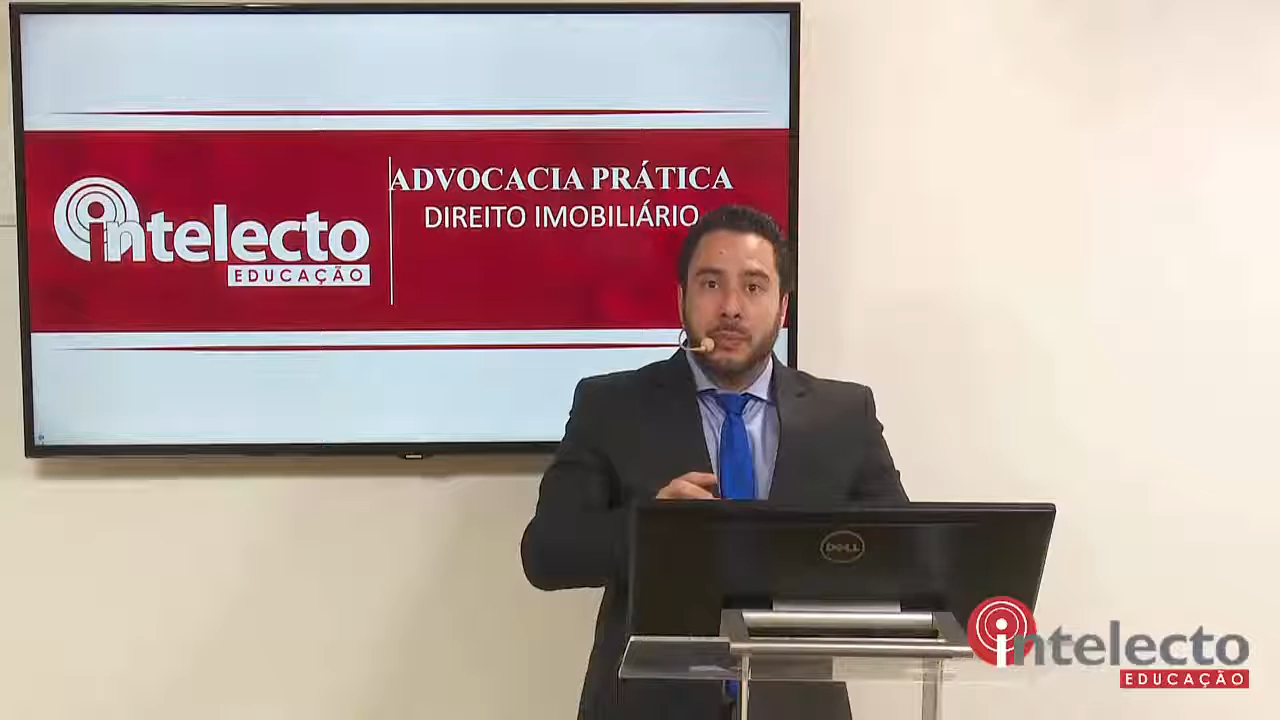 ADVOCACIA PRÁTICA
DIREITO IMOBILIÁRIO
intelecto
EDUCAÇÃO
DELL
intelecto
EDUCAÇÃO